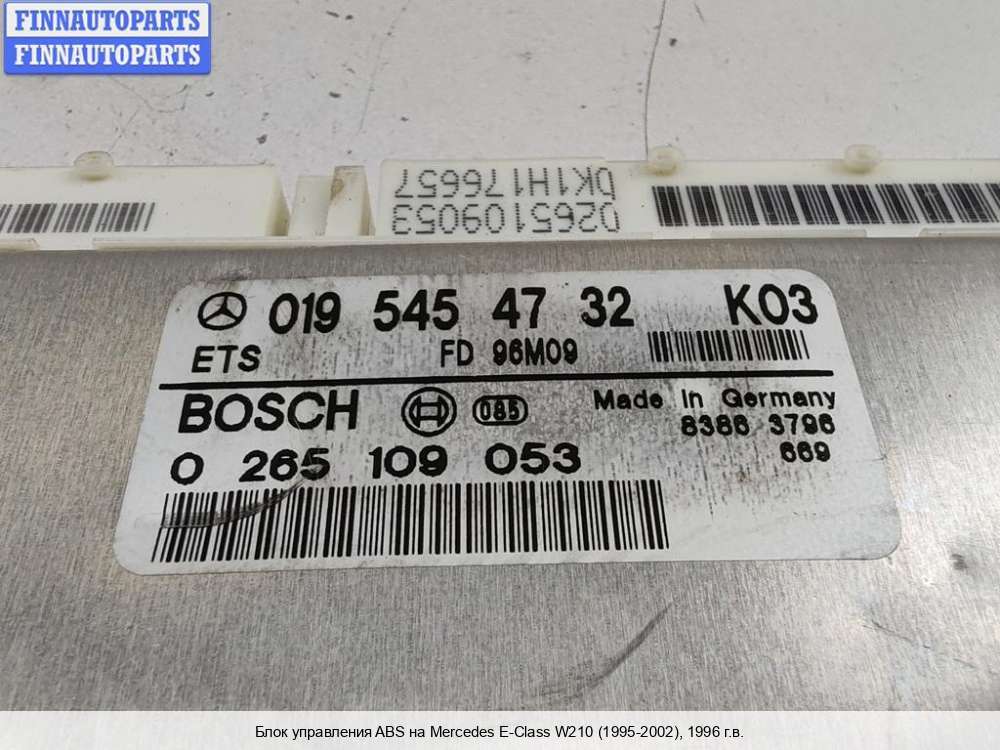 FINNAUTOPARTS
FINNAUTOPARTS
0265109053
0K1H176657
019 545 47 32 K03
ETS FD 96M09
BOSCH 085 Made in Germany
8386 3796
0 265 109 053 669
Блок управления ABS на Mercedes E-Class W210 (1995-2002), 1996 г.в.